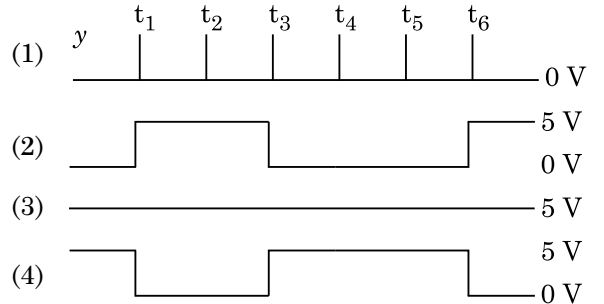 t₁ t₂ t₃ t₄ t₅ t₆
(1) y 0 V
5 V
(2) 0 V
(3) 5 V
5 V
(4) 0 V